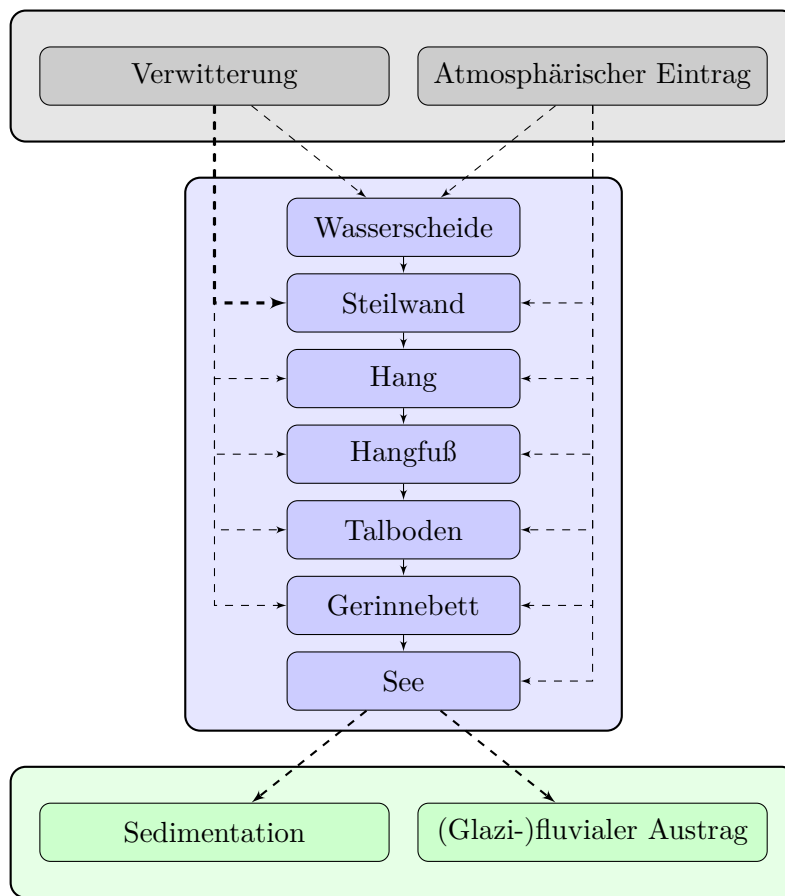 Verwitterung
Atmosphärischer Eintrag
Wasserscheide
Steilwand
Hang
Hangfuß
Talboden
Gerinnebett
See
Sedimentation
(Glazi-)fluvialer Austrag